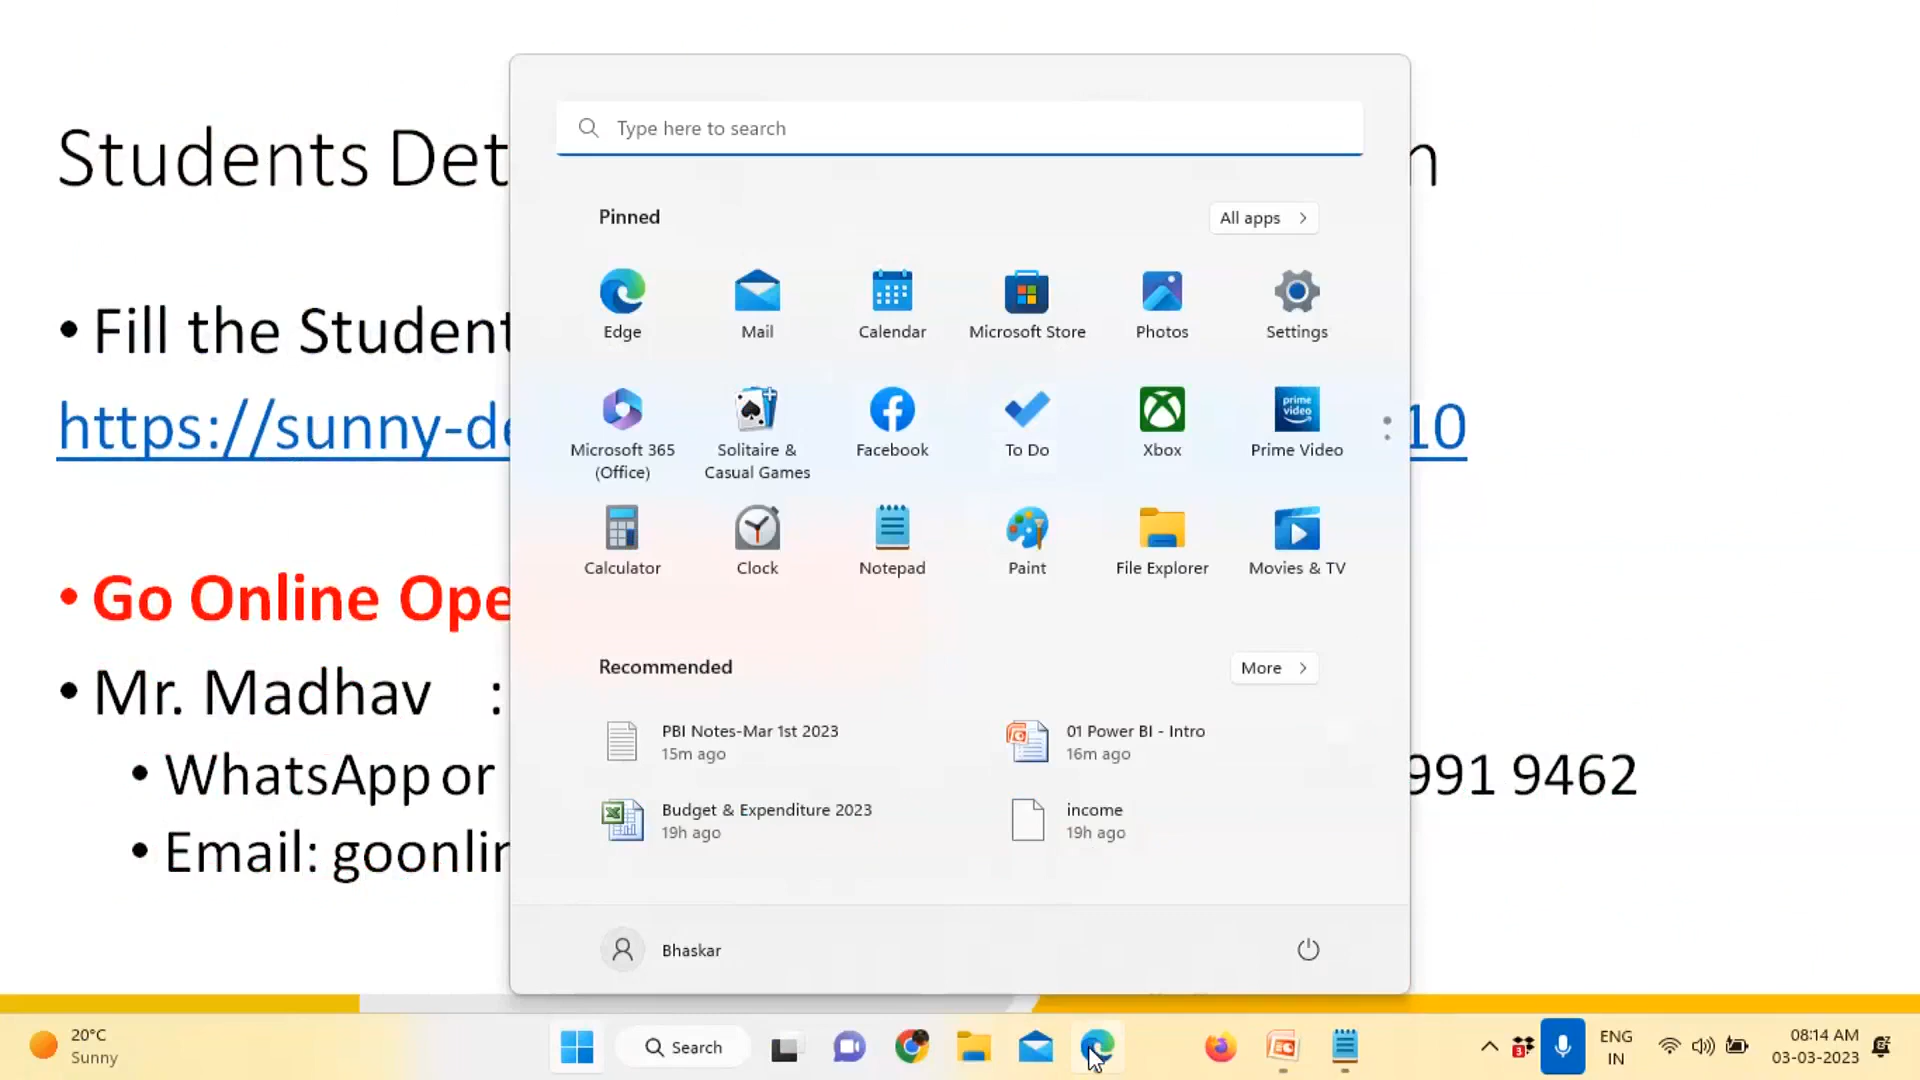 Students Det
n
• Fill the Student
https://sunny-de
10
• Go Online Ope
• Mr. Madhav :
• WhatsApp or
991 9462
• Email: goonlin
Type here to search
Pinned
All apps
Edge
Mail
Calendar
Microsoft Store
Photos
Settings
Microsoft 365
(Office)
Solitaire &
Casual Games
Facebook
To Do
Xbox
prime
video
Prime Video
Calculator
Clock
Notepad
Paint
File Explorer
Movies & TV
Recommended
More
PBI Notes-Mar 1st 2023
15m ago
01 Power BI - Intro
16m ago
Budget & Expenditure 2023
19h ago
income
19h ago
Bhaskar
20°C
Sunny
Search
3
ENG
IN
08:14 AM
03-03-2023